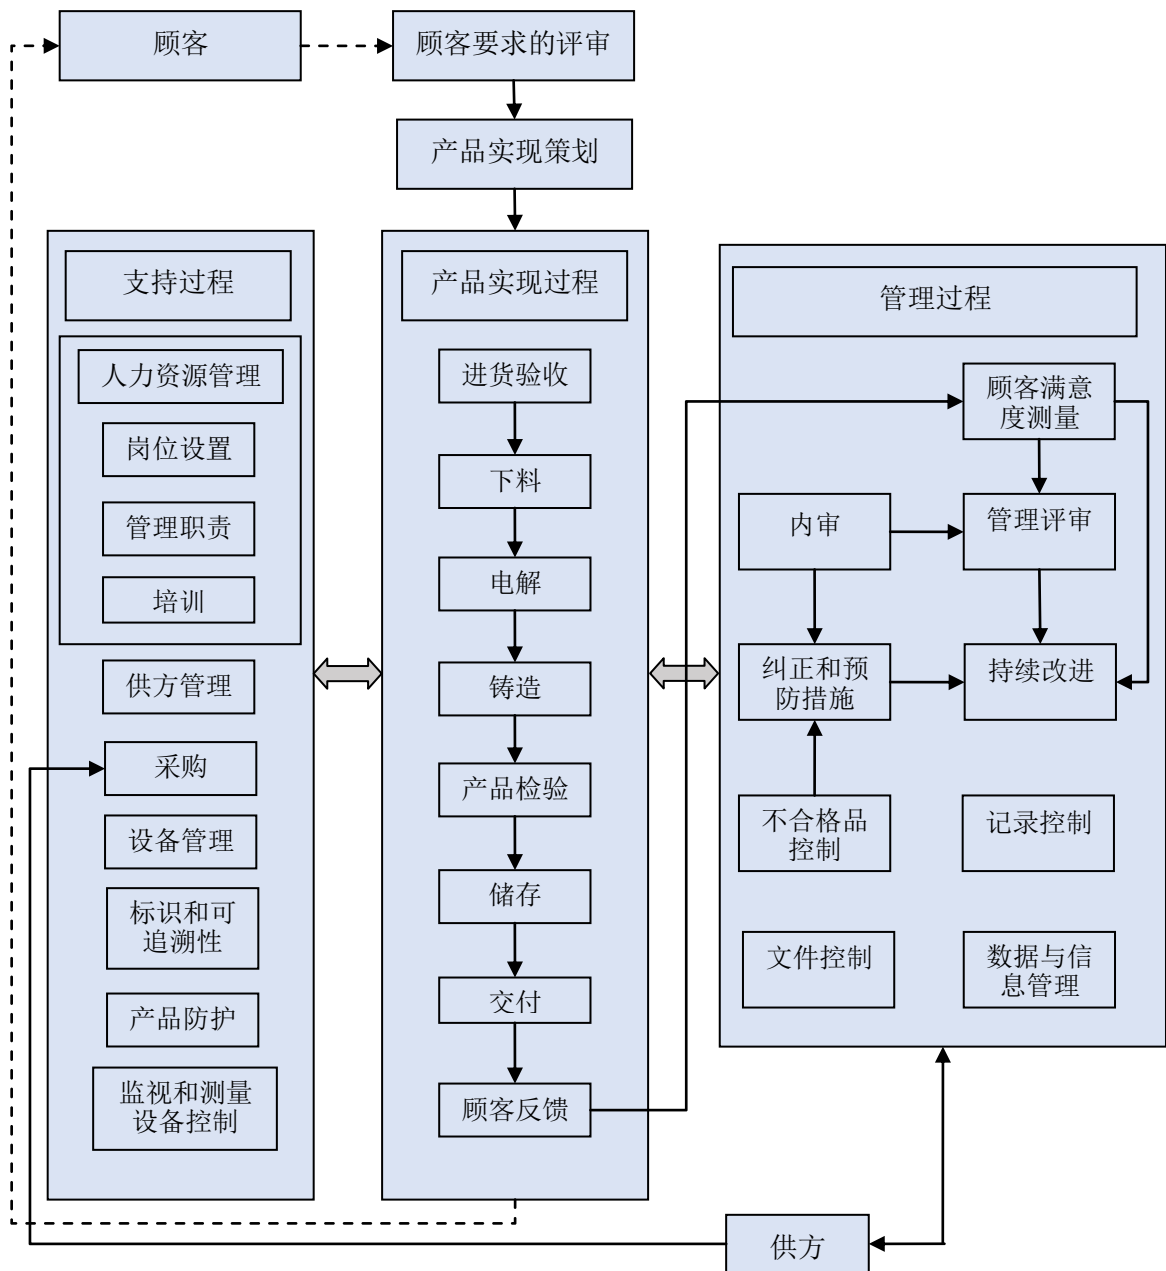 顾客
顾客要求的评审
产品实现策划
支持过程
人力资源管理
岗位设置
管理职责
培训
供方管理
采购
设备管理
标识和可
追溯性
产品防护
监视和测量
设备控制
产品实现过程
进货验收
下料
电解
铸造
产品检验
储存
交付
顾客反馈
管理过程
顾客满意
度测量
内审
管理评审
纠正和预
防措施
持续改进
不合格品
控制
记录控制
文件控制
数据与信
息管理
供方